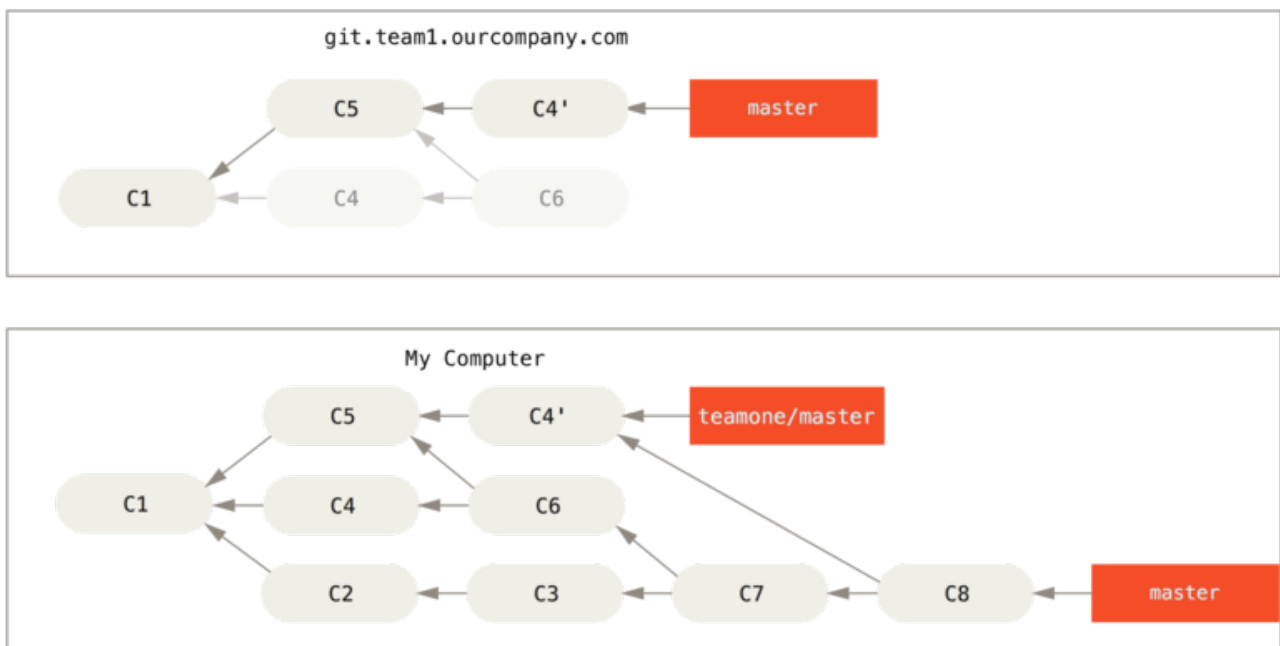 git.team1.ourcompany.com
C5 C4' master
C1 C4 C6
My Computer
C5 C4' teamone/master
C1 C4 C6
C2 C3 C7 C8 master